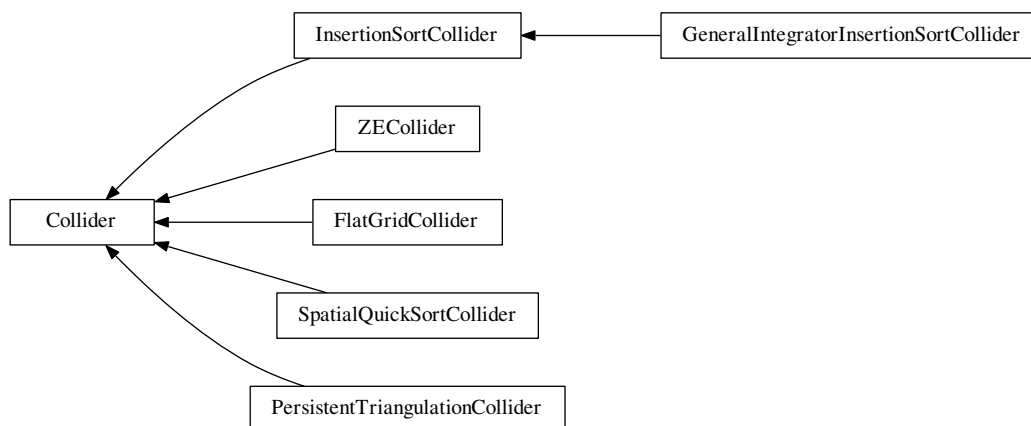 InsertionSortCollider
GeneralIntegratorInsertionSortCollider
ZECollider
Collider
FlatGridCollider
SpatialQuickSortCollider
PersistentTriangulationCollider